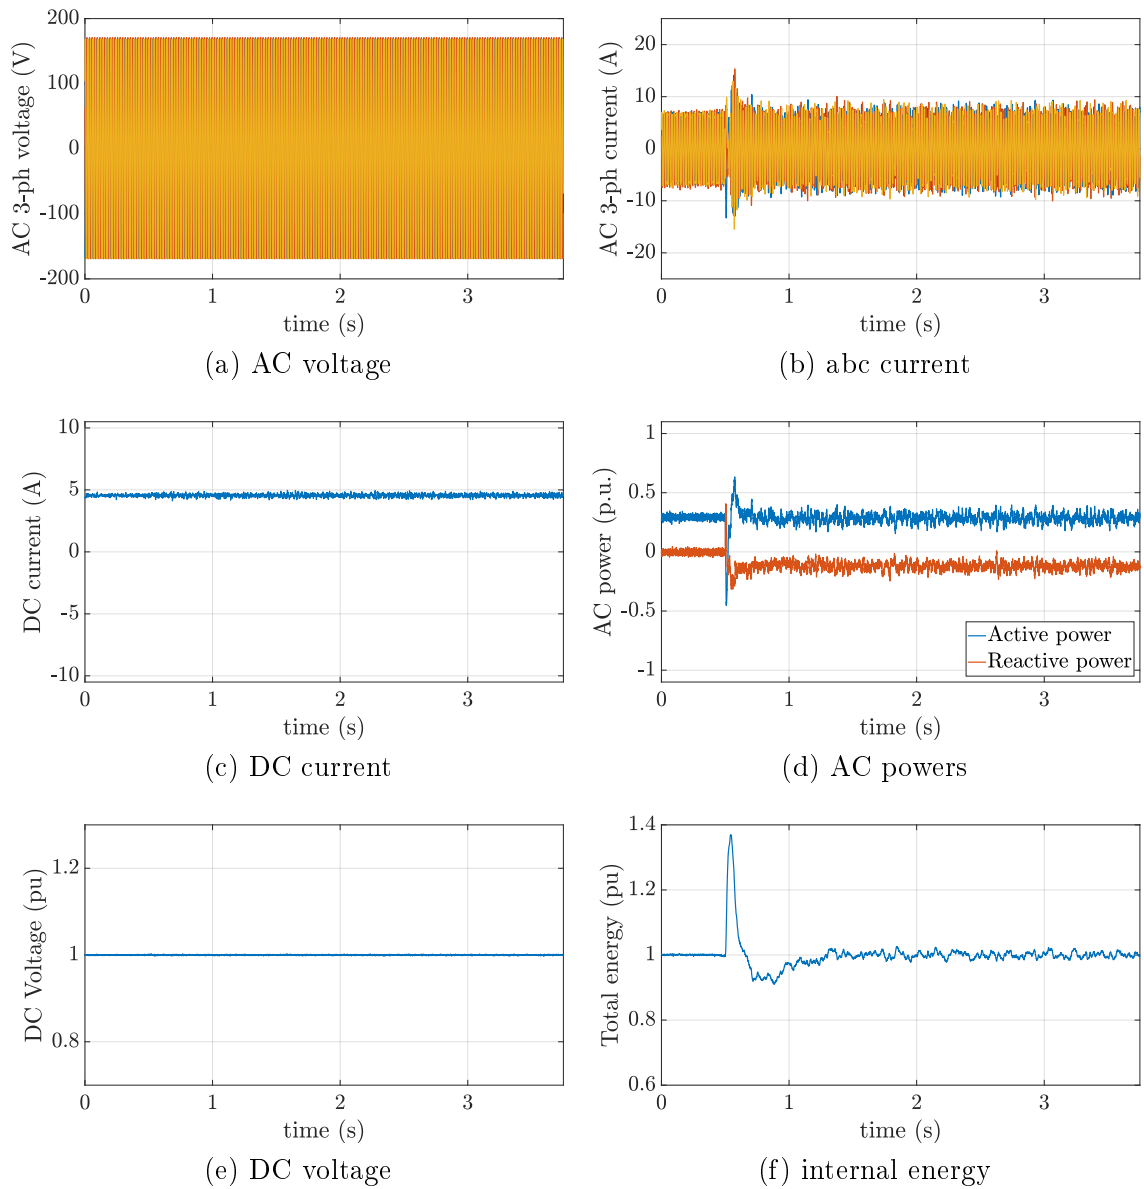 200
100
0
-100
-200
AC 3-ph voltage (V)
0 1 2 3
time (s)
(a) AC voltage
20
10
0
-10
-20
AC 3-ph current (A)
0 1 2 3
time (s)
(b) abc current
10
5
0
-5
-10
DC current (A)
0 1 2 3
time (s)
(c) DC current
1
0.5
0
-0.5
-1
AC power (p.u.)
Active power
Reactive power
0 1 2 3
time (s)
(d) AC powers
1.2
1
0.8
DC Voltage (pu)
0 1 2 3
time (s)
(e) DC voltage
1.4
1.2
1
0.8
0.6
Total energy (pu)
0 1 2 3
time (s)
(f) internal energy